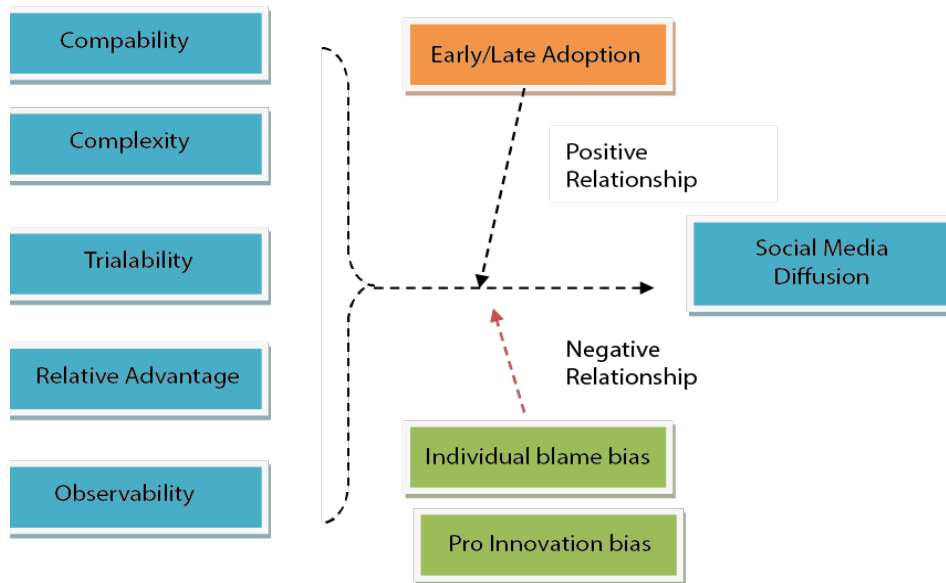 Compability
Complexity
Trialability
Relative Advantage
Observability
Early/Late Adoption
Positive
Relationship
Social Media
Diffusion
Negative
Relationship
Individual blame bias
Pro Innovation bias